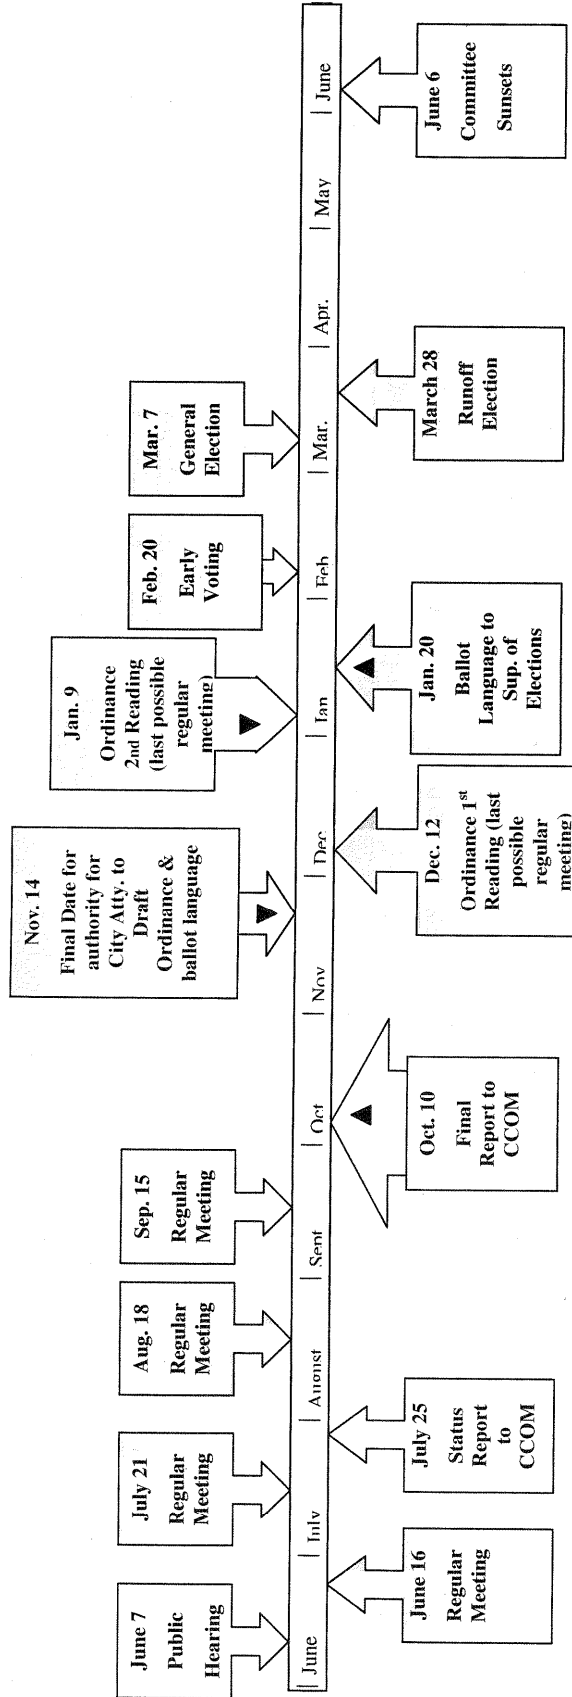 June 7
Public
Hearing
July 21
Regular
Meeting
Aug. 18
Regular
Meeting
Sep. 15
Regular
Meeting
Nov. 14
Final Date for
authority for
City Atty. to
Draft
Ordinance &
ballot language
Jan. 9
Ordinance
2nd Reading
(last possible
regular
meeting)
Feb. 20
Early
Voting
Mar. 7
General
Election
June
July
August
Sept
Oct
Nov
Dec
Jan
Feb
Mar.
Apr.
May
June
June 16
Regular
Meeting
July 25
Status
Report
to
CCOM
Oct. 10
Final
Report to
CCOM
Dec. 12
Ordinance 1st
Reading (last
possible
regular
meeting)
Jan. 20
Ballot
Language to
Sup. of
Elections
March 28
Runoff
Election
June 6
Committee
Sunsets